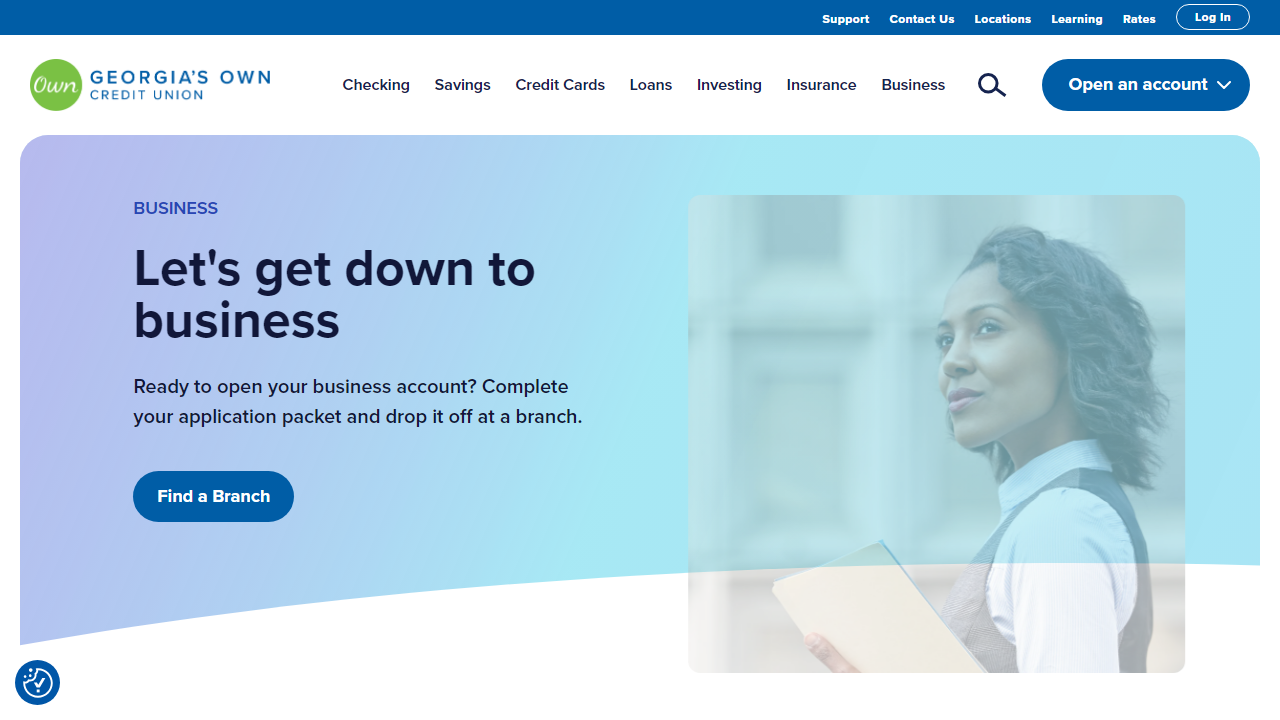 Support Contact Us Locations Learning Rates Log In
Own GEORGIA'S OWN
CREDIT UNION
Checking Savings Credit Cards Loans Investing Insurance Business Open an account
BUSINESS
Let's get down to
business
Ready to open your business account? Complete
your application packet and drop it off at a branch.
Find a Branch